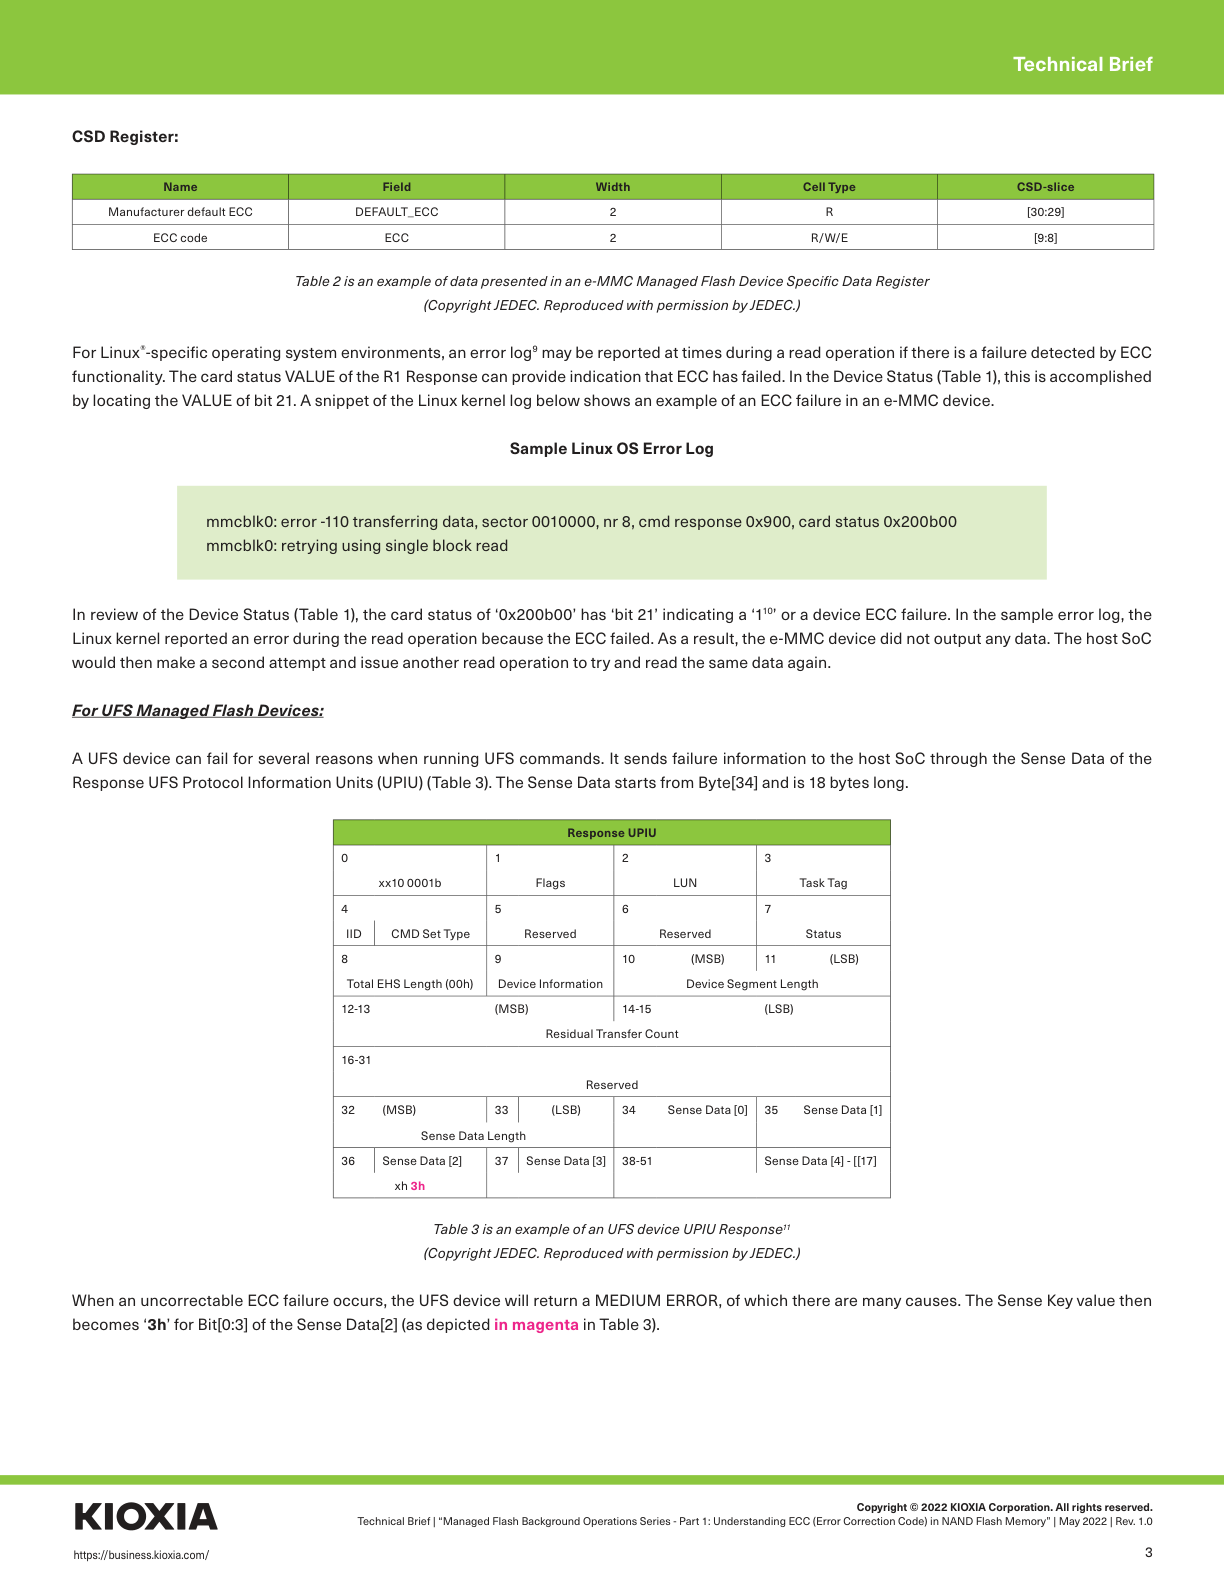 Technical Brief
CSD Register:
Name Field Width Cell Type CSD-slice
Manufacturer default ECC DEFAULT_ECC 2 R [30:29]
ECC code ECC 2 R/W/E [9:8]
Table 2 is an example of data presented in an e-MMC Managed Flash Device Specific Data Register
(Copyright JEDEC. Reproduced with permission by JEDEC.)
For Linux®-specific operating system environments, an error log9 may be reported at times during a read operation if there is a failure detected by ECC
functionality. The card status VALUE of the R1 Response can provide indication that ECC has failed. In the Device Status (Table 1), this is accomplished
by locating the VALUE of bit 21. A snippet of the Linux kernel log below shows an example of an ECC failure in an e-MMC device.
Sample Linux OS Error Log
mmcblk0: error -110 transferring data, sector 0010000, nr 8, cmd response 0x900, card status 0x200b00
mmcblk0: retrying using single block read
In review of the Device Status (Table 1), the card status of ‘0x200b00’ has ‘bit 21’ indicating a ‘110’ or a device ECC failure. In the sample error log, the
Linux kernel reported an error during the read operation because the ECC failed. As a result, the e-MMC device did not output any data. The host SoC
would then make a second attempt and issue another read operation to try and read the same data again.
For UFS Managed Flash Devices:
A UFS device can fail for several reasons when running UFS commands. It sends failure information to the host SoC through the Sense Data of the
Response UFS Protocol Information Units (UPIU) (Table 3). The Sense Data starts from Byte[34] and is 18 bytes long.
Response UPIU
0 1 2 3
xx10 0001b Flags LUN Task Tag
4 5 6 7
IID CMD Set Type Reserved Reserved Status
8 9 10 (MSB) 11 (LSB)
Total EHS Length (00h) Device Information Device Segment Length
12-13 (MSB) 14-15 (LSB)
Residual Transfer Count
16-31
Reserved
32 (MSB) 33 (LSB) 34 Sense Data [0] 35 Sense Data [1]
Sense Data Length
36 Sense Data [2] 37 Sense Data [3] 38-51 Sense Data [4] - [[17]
xh 3h
Table 3 is an example of an UFS device UPIU Response11
(Copyright JEDEC. Reproduced with permission by JEDEC.)
When an uncorrectable ECC failure occurs, the UFS device will return a MEDIUM ERROR, of which there are many causes. The Sense Key value then
becomes ‘3h’ for Bit[0:3] of the Sense Data[2] (as depicted in magenta in Table 3).
KIOXIA
Copyright © 2022 KIOXIA Corporation. All rights reserved.
Technical Brief | “Managed Flash Background Operations Series - Part 1: Understanding ECC (Error Correction Code) in NAND Flash Memory” | May 2022 | Rev. 1.0
https://business.kioxia.com/
3